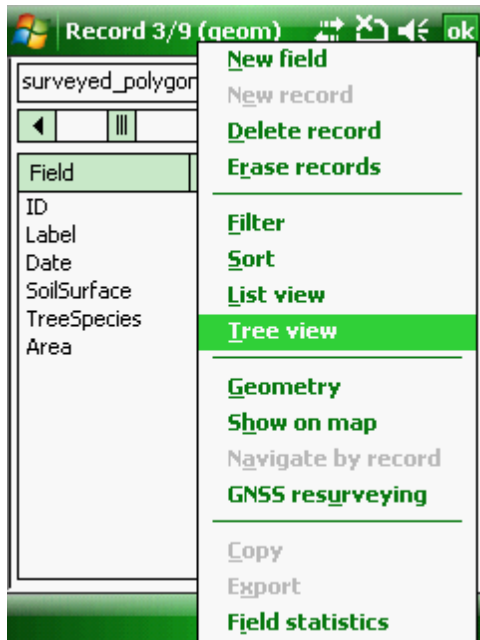 Record 3/9 (geom)
ok
surveyed_polygon
Field
ID
Label
Date
SoilSurface
TreeSpecies
Area
New field
New record
Delete record
Erase records
Filter
Sort
List view
Tree view
Geometry
Show on map
Navigate by record
GNSS resurveying
Copy
Export
Field statistics